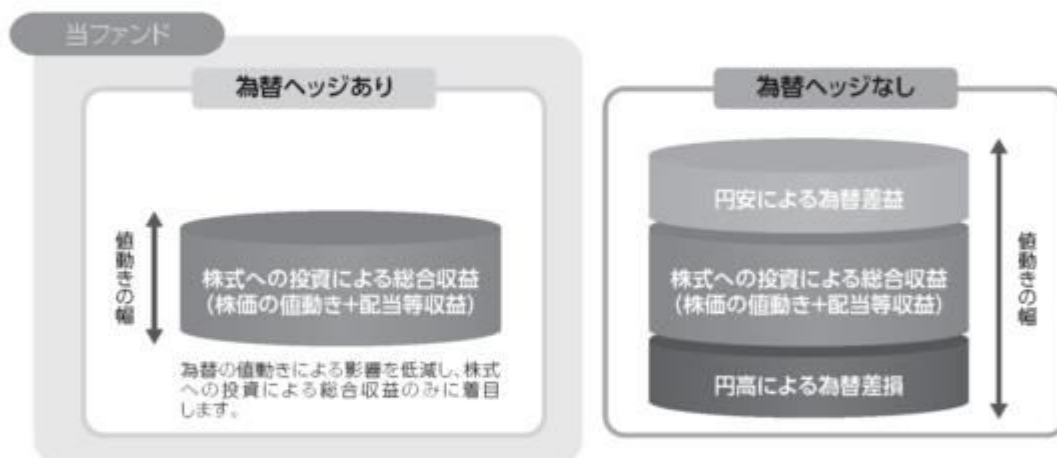 当ファンド
為替ヘッジあり
値動きの幅
株式への投資による総合収益
(株価の値動き+配当等収益)
為替の値動きによる影響を低減し、株式
への投資による総合収益のみに着目
します。
為替ヘッジなし
円安による為替差益
株式への投資による総合収益
(株価の値動き+配当等収益)
円高による為替差損
値動きの幅